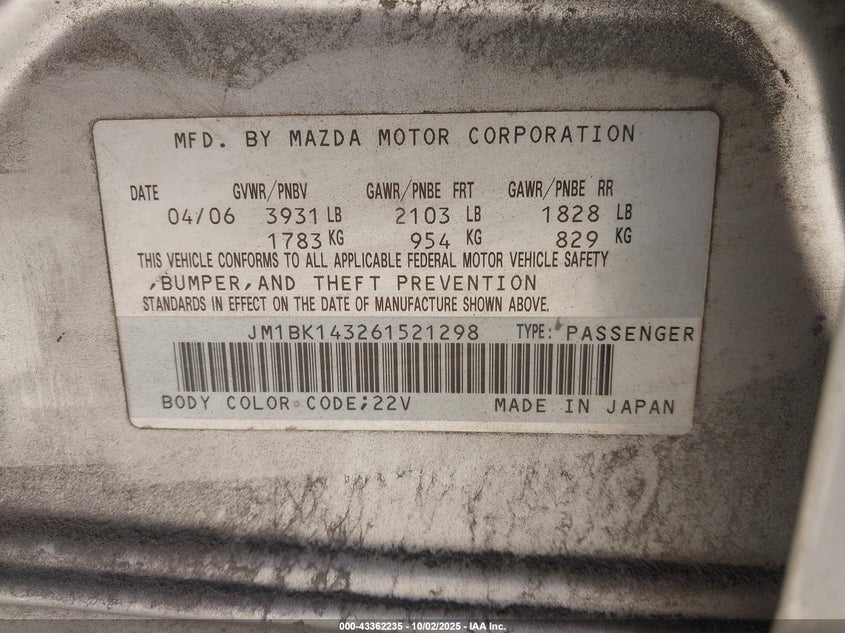 MFD. BY MAZDA MOTOR CORPORATION
DATE GVWR/PNBV GAWR/PNBE FRT GAWR/PNBE RR
04/06 3931 LB 2103 LB 1828 LB
1783 KG 954 KG 829 KG
THIS VEHICLE CONFORMS TO ALL APPLICABLE FEDERAL MOTOR VEHICLE SAFETY
,BUMPER,AND THEFT PREVENTION
STANDARDS IN EFFECT ON THE DATE OF MANUFACTURE SHOWN ABOVE.
JM1BK143261521298 TYPE: PASSENGER
BODY COLOR CODE;22V MADE IN JAPAN
000-43362235 - 10/02/2025 - IAA Inc.